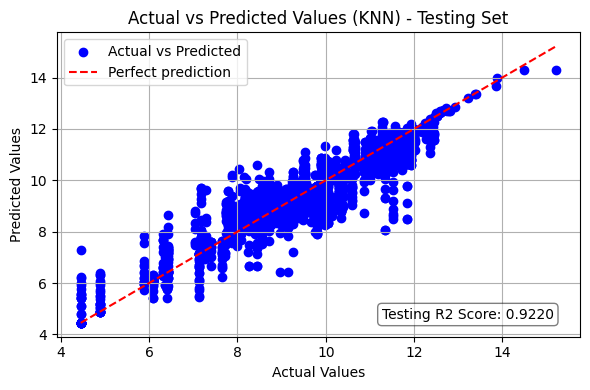 Actual vs Predicted Values (KNN) - Testing Set
Actual vs Predicted
Perfect prediction
Predicted Values
14
12
10
8
6
4
Testing R2 Score: 0.9220
4 6 8 10 12 14
Actual Values